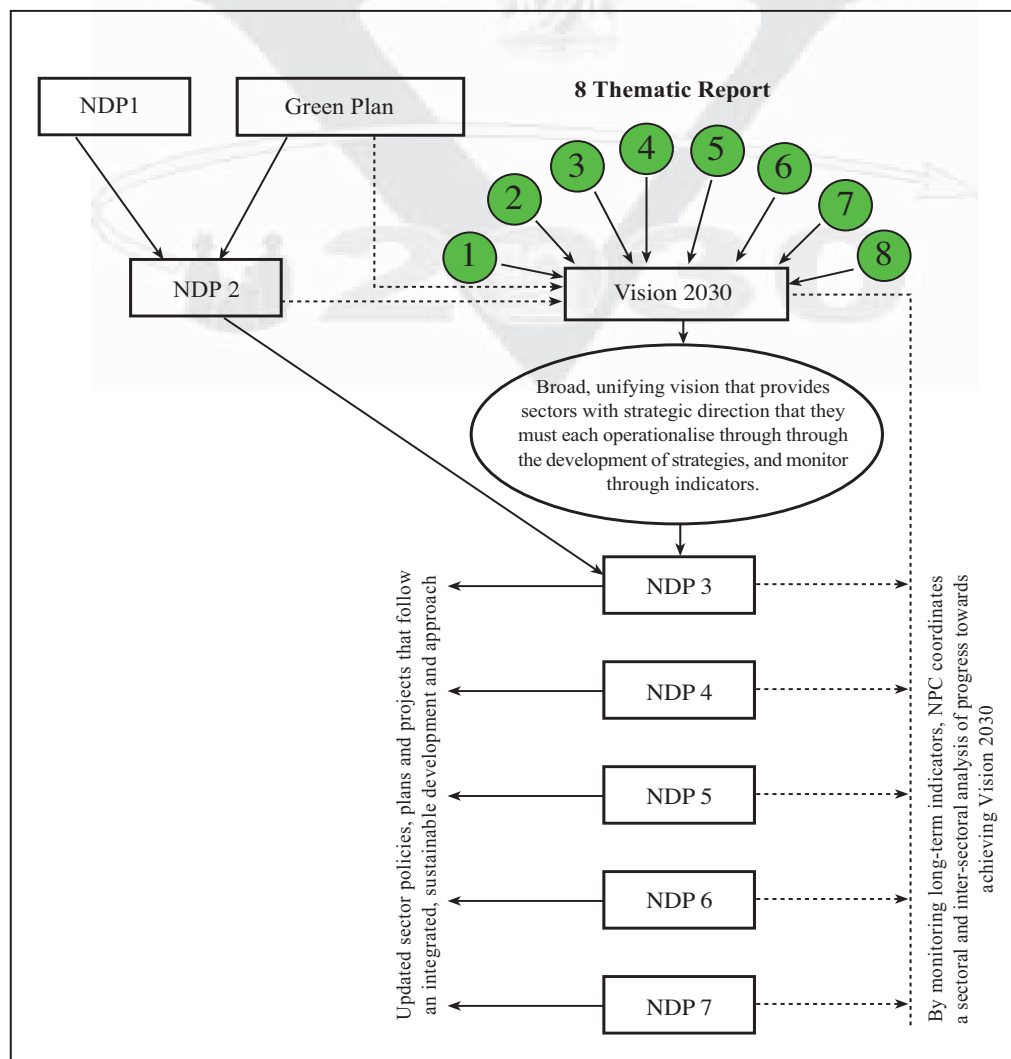 8 Thematic Report
NDP1
Green Plan
1
2
3
4
5
6
7
8
NDP 2
Vision 2030
Broad, unifying vision that provides
sectors with strategic direction that they
must each operationalise through through
the development of strategies, and monitor
through indicators.
NDP 3
NDP 4
NDP 5
NDP 6
NDP 7
Updated sector policies, plans and projects that follow
an integrated, sustainable development and approach
By monitoring long-term indicators, NPC coordinates
a sectoral and inter-sectoral analysis of progress towards
achieving Vision 2030
2030